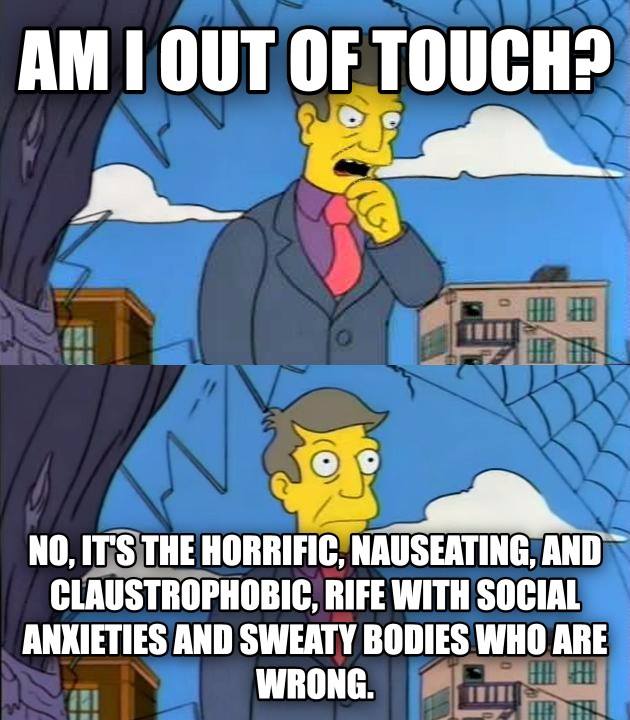 AM I OUT OF TOUCH?
NO, IT'S THE HORRIFIC, NAUSEATING, AND
CLAUSTROPHOBIC, RIFE WITH SOCIAL
ANXIETIES AND SWEATY BODIES WHO ARE
WRONG.